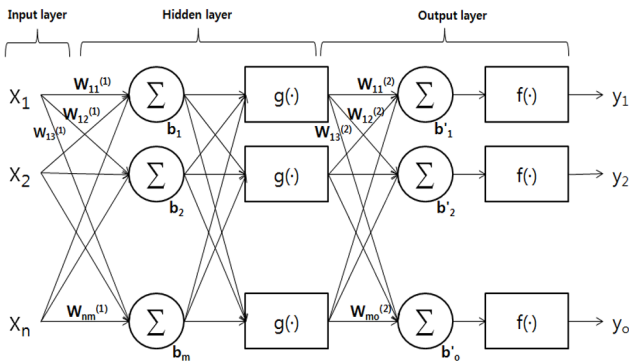 Input layer Hidden layer Output layer
X₁ W₁₁⁽¹⁾ Σ g(·) W₁₁⁽²⁾ Σ f(·) y₁
W₁₂⁽¹⁾ b₁ W₁₂⁽²⁾ b'₁
W₁₃⁽¹⁾ W₁₃⁽²⁾
X₂ Σ g(·) Σ f(·) y₂
b₂ b'₂
Xₙ Wₙₘ⁽¹⁾ Σ g(·) Wₘₒ⁽²⁾ Σ f(·) yₒ
bₘ b'ₒ